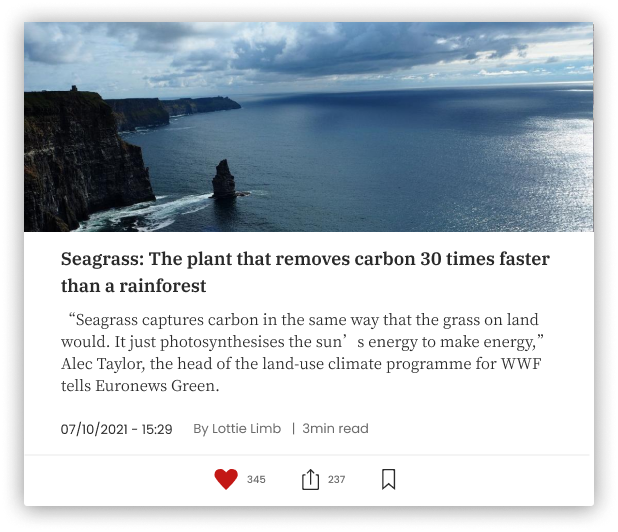 Seagrass: The plant that removes carbon 30 times faster
than a rainforest
“Seagrass captures carbon in the same way that the grass on land
would. It just photosynthesises the sun’s energy to make energy,”
Alec Taylor, the head of the land-use climate programme for WWF
tells Euronews Green.
07/10/2021 - 15:29 By Lottie Limb | 3min read
345 237